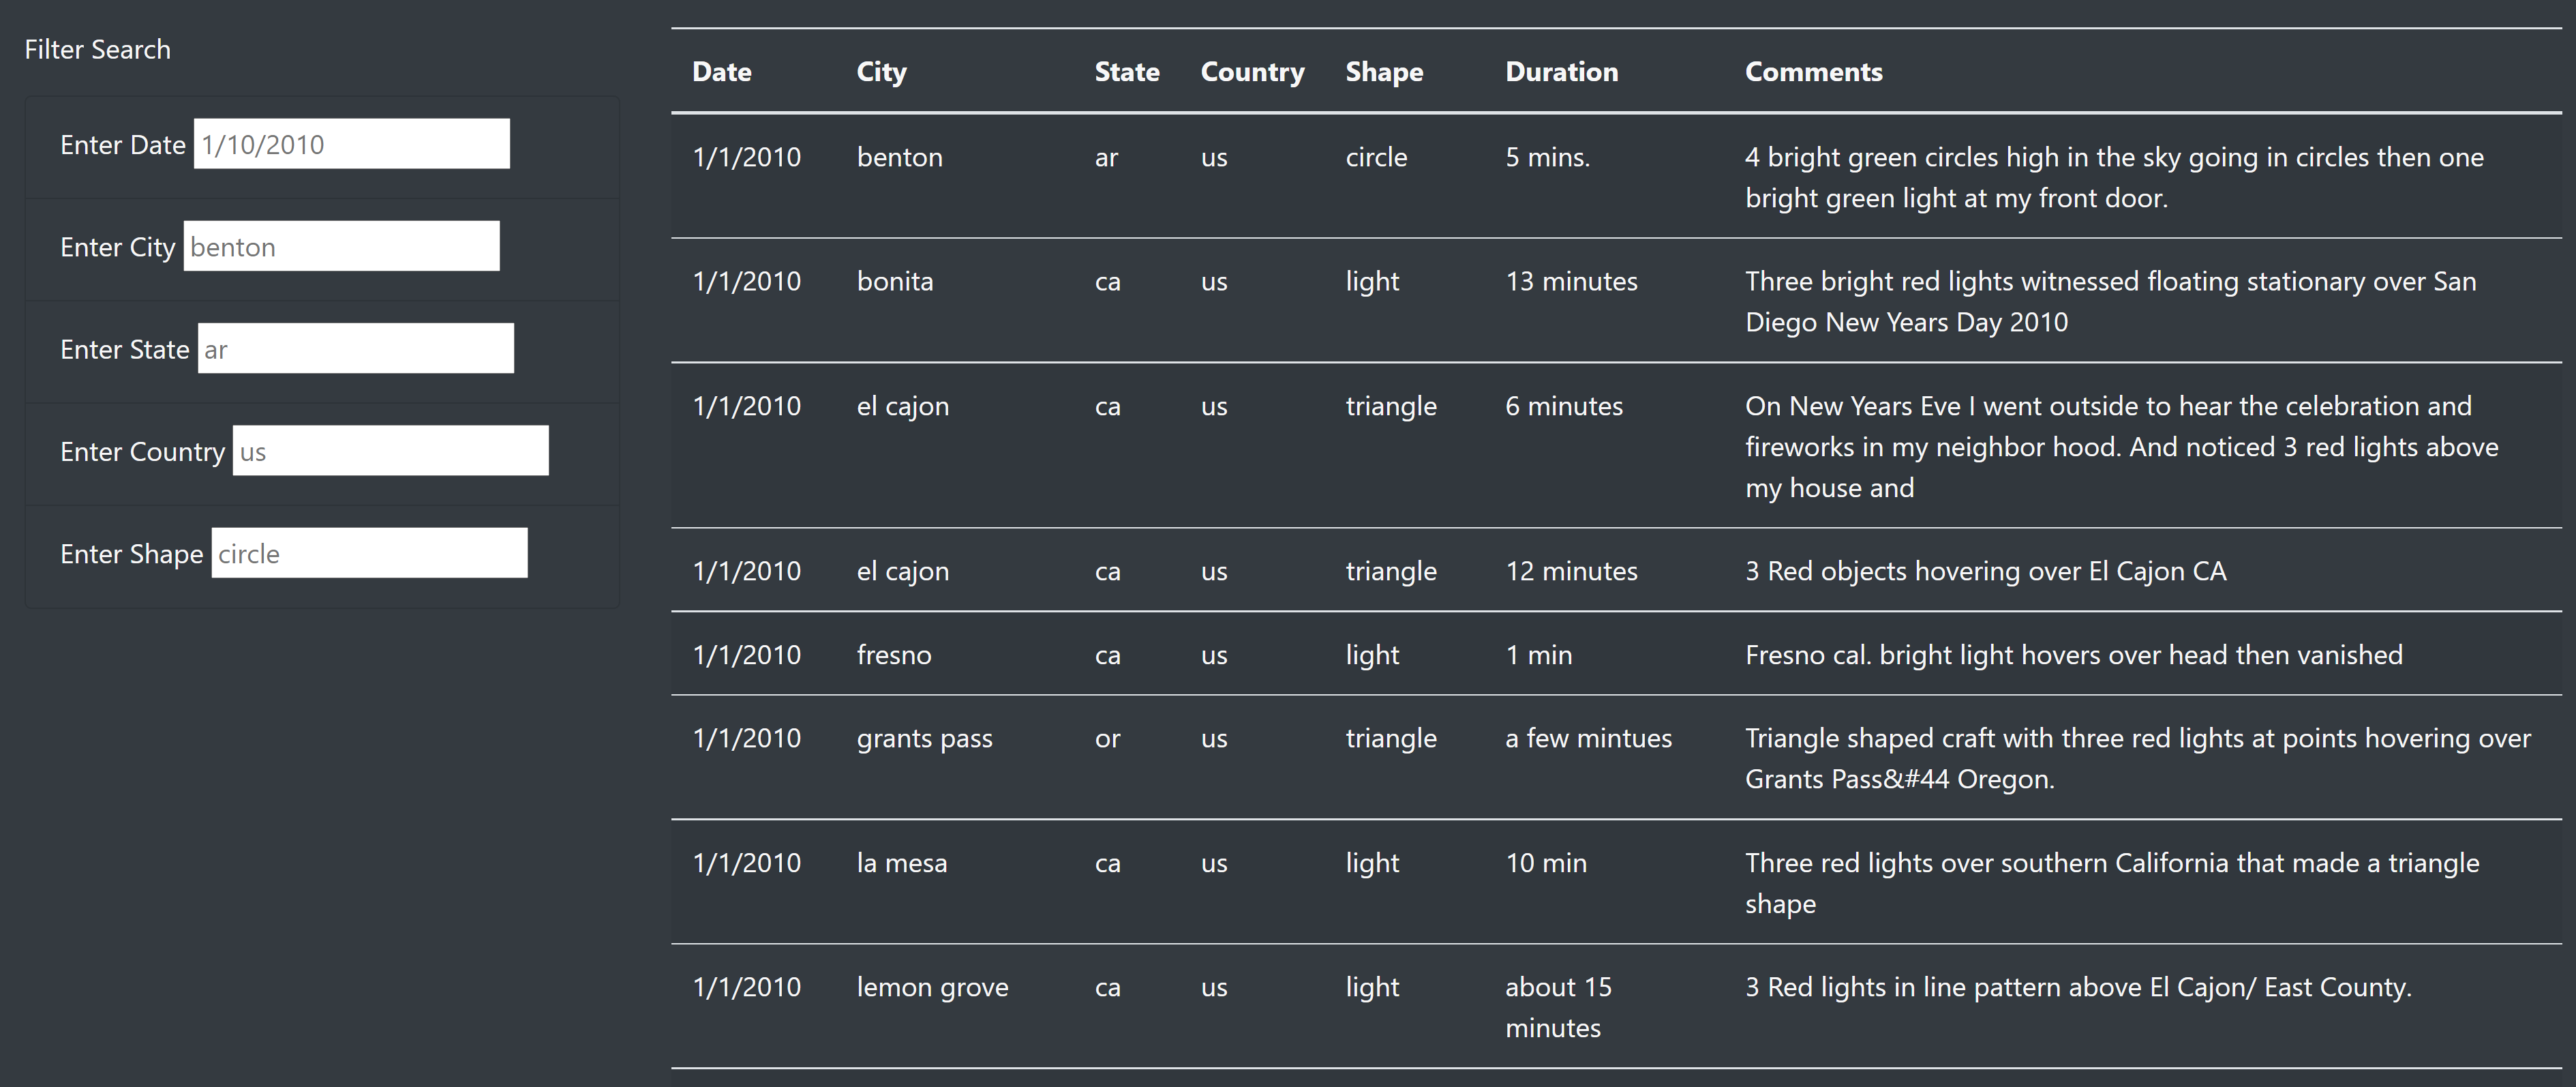 Filter Search
Enter Date 1/10/2010
Enter City benton
Enter State ar
Enter Country us
Enter Shape circle
Date City State Country Shape Duration Comments
1/1/2010 benton ar us circle 5 mins. 4 bright green circles high in the sky going in circles then one
bright green light at my front door.
1/1/2010 bonita ca us light 13 minutes Three bright red lights witnessed floating stationary over San
Diego New Years Day 2010
1/1/2010 el cajon ca us triangle 6 minutes On New Years Eve I went outside to hear the celebration and
fireworks in my neighbor hood. And noticed 3 red lights above
my house and
1/1/2010 el cajon ca us triangle 12 minutes 3 Red objects hovering over El Cajon CA
1/1/2010 fresno ca us light 1 min Fresno cal. bright light hovers over head then vanished
1/1/2010 grants pass or us triangle a few mintues Triangle shaped craft with three red lights at points hovering over
Grants Pass&#44 Oregon.
1/1/2010 la mesa ca us light 10 min Three red lights over southern California that made a triangle
shape
1/1/2010 lemon grove ca us light about 15 3 Red lights in line pattern above El Cajon/ East County.
minutes